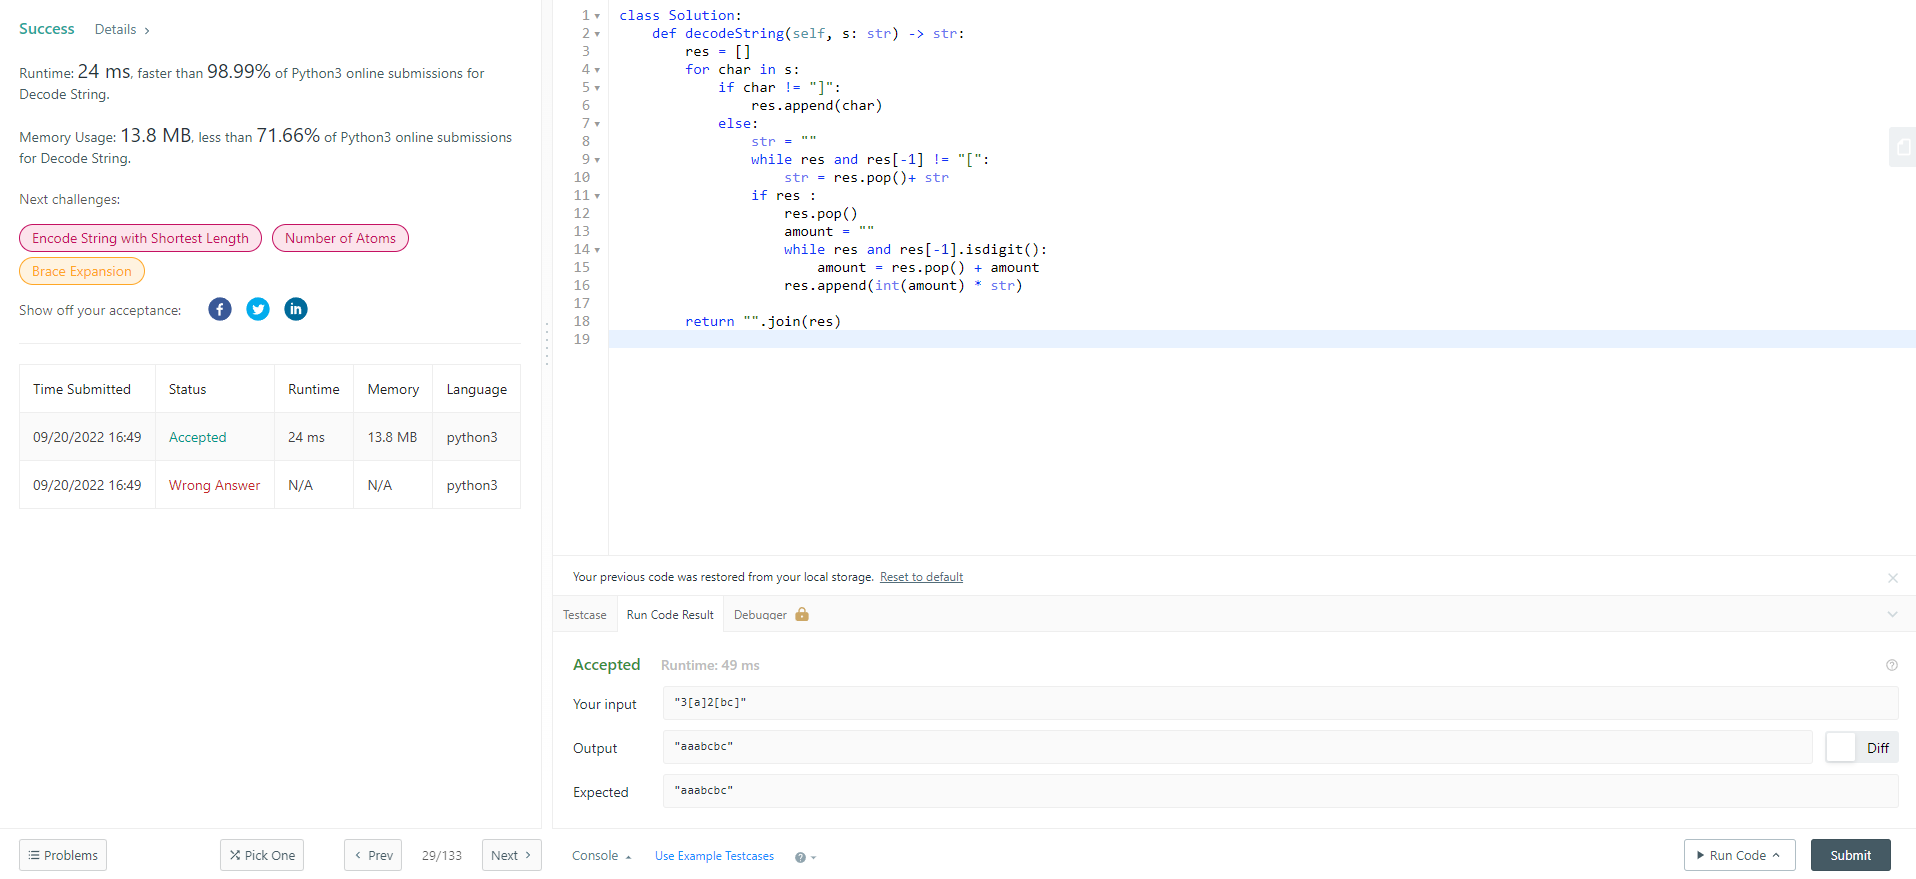 Success Details >
Runtime: 24 ms, faster than 98.99% of Python3 online submissions for
Decode String.
Memory Usage: 13.8 MB, less than 71.66% of Python3 online submissions
for Decode String.
Next challenges:
Encode String with Shortest Length Number of Atoms
Brace Expansion
Show off your acceptance:
Time Submitted Status Runtime Memory Language
09/20/2022 16:49 Accepted 24 ms 13.8 MB python3
09/20/2022 16:49 Wrong Answer N/A N/A python3
1 class Solution:
2     def decodeString(self, s: str) -> str:
3         res = []
4         for char in s:
5             if char != "]":
6                 res.append(char)
7             else:
8                 str = ""
9                 while res and res[-1] != "[":
10                     str = res.pop()+ str
11                 if res :
12                     res.pop()
13                     amount = ""
14                     while res and res[-1].isdigit():
15                         amount = res.pop() + amount
16                     res.append(int(amount) * str)
17
18         return "".join(res)
19
Your previous code was restored from your local storage. Reset to default
Testcase Run Code Result Debugger
Accepted Runtime: 49 ms
Your input "3[a]2[bc]"
Output "aaabcbc" Diff
Expected "aaabcbc"
Problems Pick One < Prev 29/133 Next > Console Use Example Testcases Run Code Submit